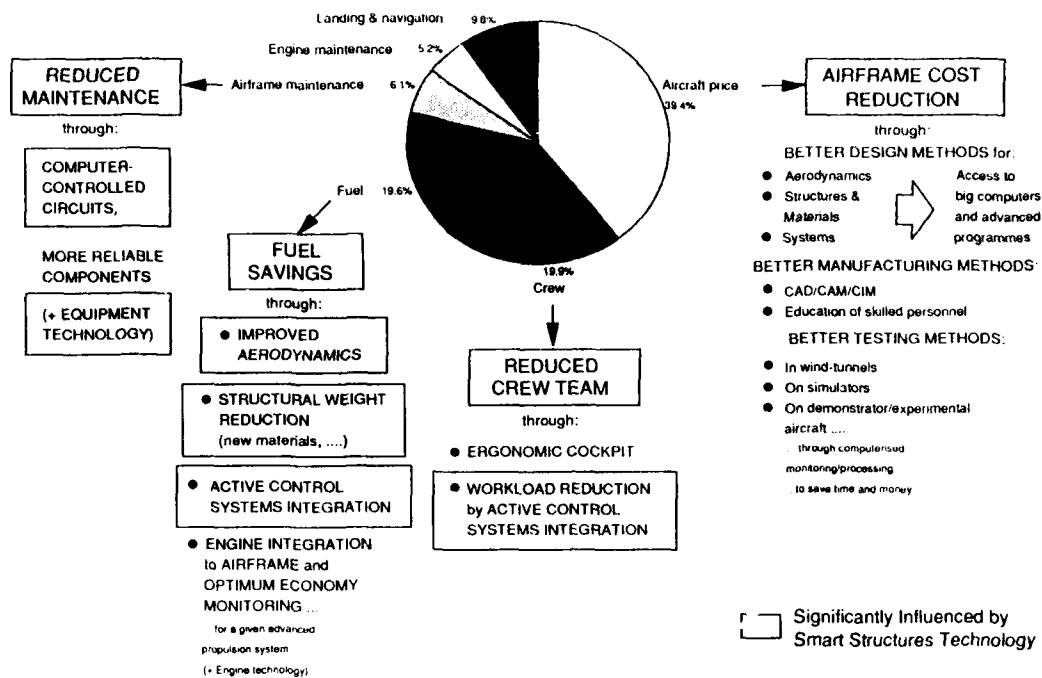 Landing & navigation 9.8%
Engine maintenance 5.2%
Airframe maintenance 6.1%
Aircraft price
39.4%
Fuel
19.6%
19.9%
Crew
REDUCED
MAINTENANCE
through:
COMPUTER-
CONTROLLED
CIRCUITS,
MORE RELIABLE
COMPONENTS
(+ EQUIPMENT
TECHNOLOGY)
FUEL
SAVINGS
through:
● IMPROVED
AERODYNAMICS
● STRUCTURAL WEIGHT
REDUCTION
(new materials, ....)
● ACTIVE CONTROL
SYSTEMS INTEGRATION
● ENGINE INTEGRATION
to AIRFRAME and
OPTIMUM ECONOMY
MONITORING ...
for a given advanced
propulsion system
(+ Engine technology)
REDUCED
CREW TEAM
through:
● ERGONOMIC COCKPIT
● WORKLOAD REDUCTION
by ACTIVE CONTROL
SYSTEMS INTEGRATION
AIRFRAME COST
REDUCTION
through:
BETTER DESIGN METHODS for:
● Aerodynamics
● Structures &
Materials
● Systems
Access to
big computers
and advanced
programmes
BETTER MANUFACTURING METHODS:
● CAD/CAM/CIM
● Education of skilled personnel
BETTER TESTING METHODS:
● In wind-tunnels
● On simulators
● On demonstrator/experimental
aircraft ....
.. through computerised
monitoring/processing
.. to save time and money
Significantly Influenced by
Smart Structures Technology